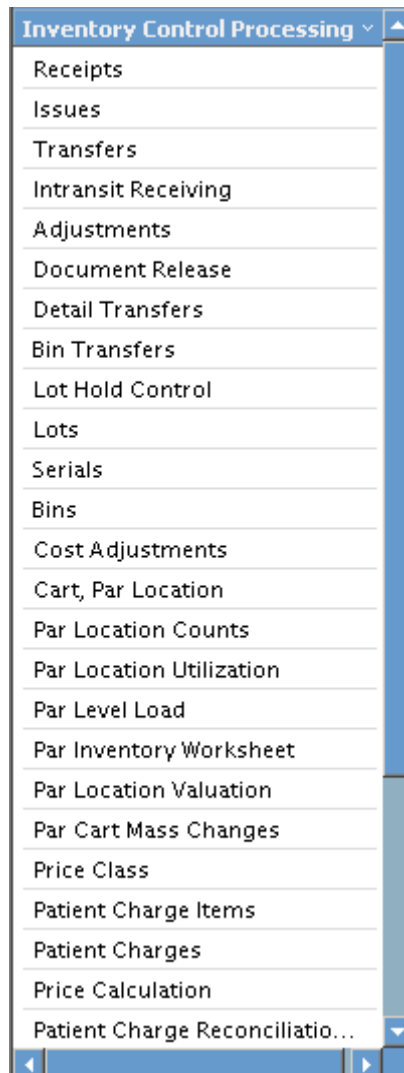 Inventory Control Processing
Receipts
Issues
Transfers
Intransit Receiving
Adjustments
Document Release
Detail Transfers
Bin Transfers
Lot Hold Control
Lots
Serials
Bins
Cost Adjustments
Cart, Par Location
Par Location Counts
Par Location Utilization
Par Level Load
Par Inventory Worksheet
Par Location Valuation
Par Cart Mass Changes
Price Class
Patient Charge Items
Patient Charges
Price Calculation
Patient Charge Reconciliatio...